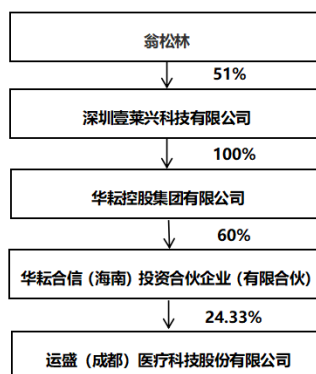 翁松林
51%
深圳壹莱兴科技有限公司
100%
华耘控股集团有限公司
60%
华耘合信（海南）投资合伙企业（有限合伙）
24.33%
运盛（成都）医疗科技股份有限公司